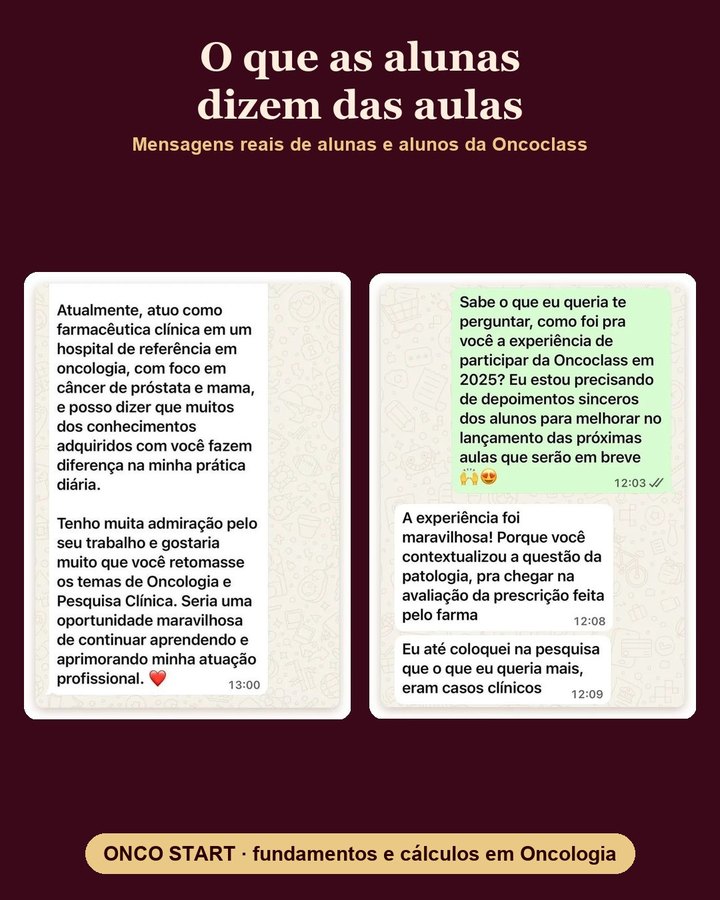 O que as alunas
dizem das aulas
Mensagens reais de alunas e alunos da Oncoclass
Atualmente, atuo como
farmacêutica clínica em um
hospital de referência em
oncologia, com foco em
câncer de próstata e mama,
e posso dizer que muitos
dos conhecimentos
adquiridos com você fazem
diferença na minha prática
diária.
Tenho muita admiração pelo
seu trabalho e gostaria
muito que você retomasse
os temas de Oncologia e
Pesquisa Clínica. Seria uma
oportunidade maravilhosa
de continuar aprendendo e
aprimorando minha atuação
profissional. ❤️
13:00
Sabe o que eu queria te
perguntar, como foi pra
você a experiência de
participar da Oncoclass em
2025? Eu estou precisando
de depoimentos sinceros
dos alunos para melhorar no
lançamento das próximas
aulas que serão em breve
🙌😍
12:03
A experiência foi
maravilhosa! Porque você
contextualizou a questão da
patologia, pra chegar na
avaliação da prescrição feita
pelo farma
12:08
Eu até coloquei na pesquisa
que o que eu queria mais,
eram casos clínicos
12:09
ONCO START · fundamentos e cálculos em Oncologia